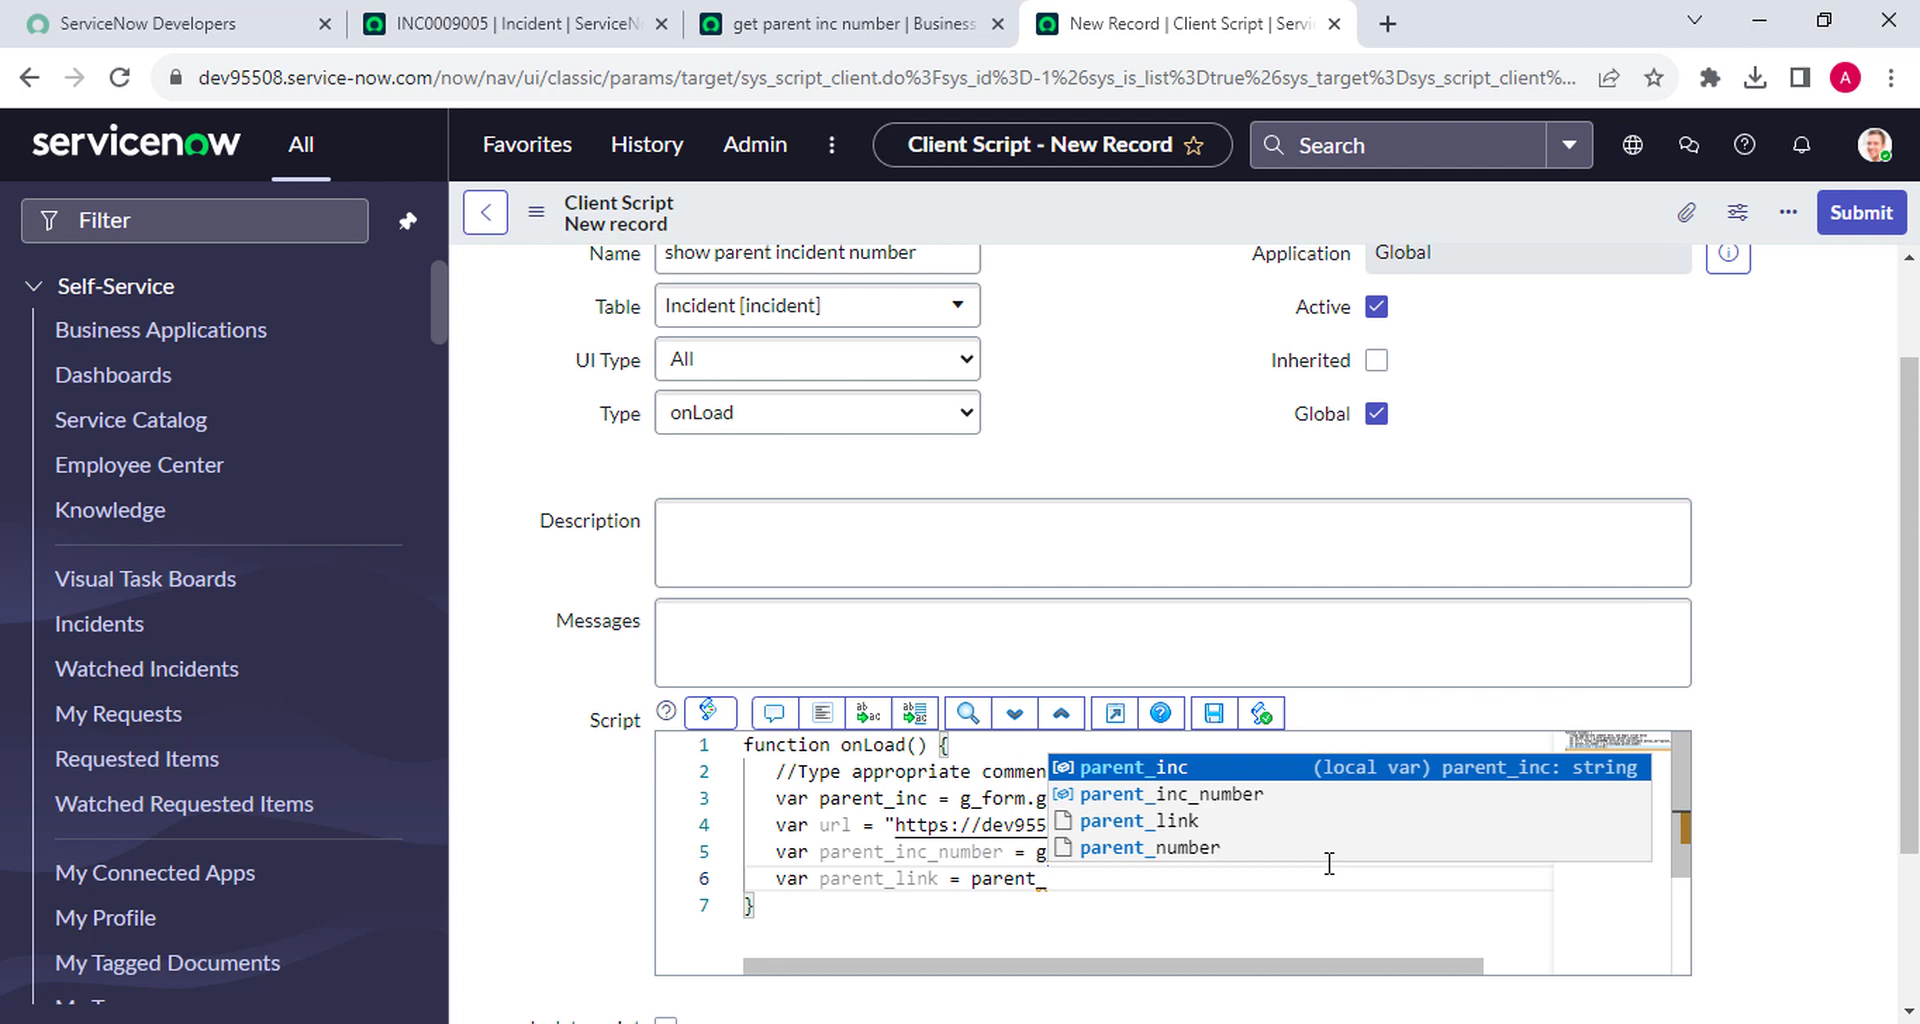 ServiceNow Developers
INC0009005 | Incident | ServiceN
get parent inc number | Business
New Record | Client Script | Servi
dev95508.service-now.com/now/nav/ui/classic/params/target/sys_script_client.do%3Fsys_id%3D-1%26sys_is_list%3Dtrue%26sys_target%3Dsys_script_client%...
A
servicenow
All
Favorites
History
Admin
Client Script - New Record
Search
Filter
Client Script
New record
Submit
Self-Service
Business Applications
Dashboards
Service Catalog
Employee Center
Knowledge
Visual Task Boards
Incidents
Watched Incidents
My Requests
Requested Items
Watched Requested Items
My Connected Apps
My Profile
My Tagged Documents
Name show parent incident number
Application Global
Table Incident [incident]
Active
UI Type All
Inherited
Type onLoad
Global
Description
Messages
Script
1 function onLoad() {
2 //Type appropriate commen
3 var parent_inc = g_form.g
4 var url = "https://dev955
5 var parent_inc_number = g
6 var parent_link = parent_
7 }
parent_inc (local var) parent_inc: string
parent_inc_number
parent_link
parent_number